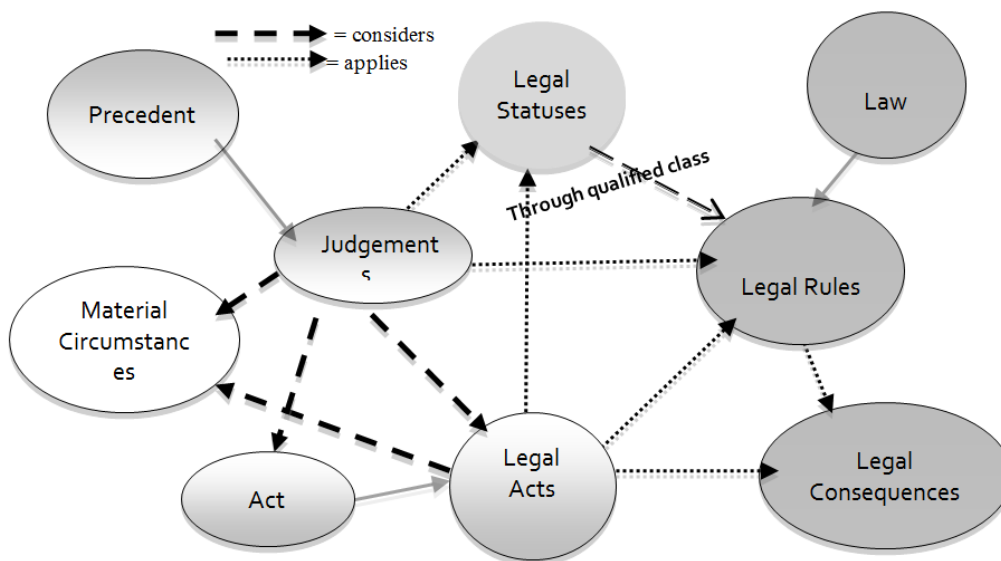 = considers
= applies
Precedent
Legal
Statuses
Law
Through qualified class
Judgement
s
Legal Rules
Material
Circumstanc
es
Act
Legal
Acts
Legal
Consequences